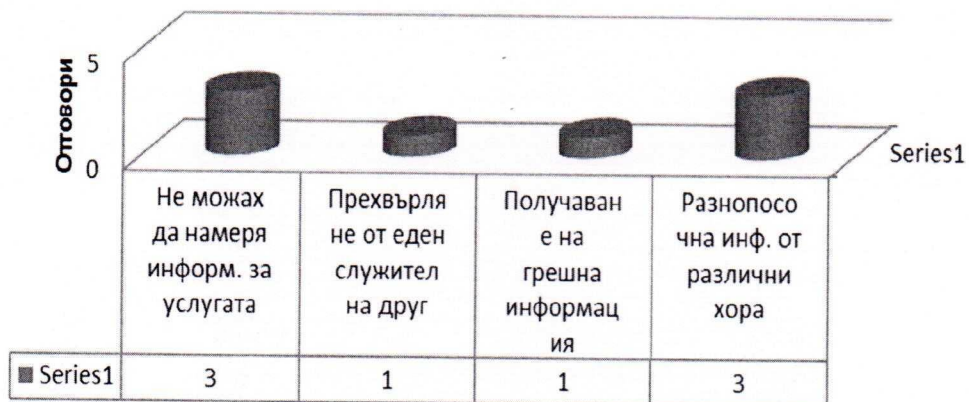 Отговори
5
0
Series1
Не можах
да намеря
информ. за
услугата
Прехвърля
не от еден
служител
на друг
Получаван
е на
грешна
информац
ия
Разнопосо
чна инф. от
различни
хора
Series1 3 1 1 3